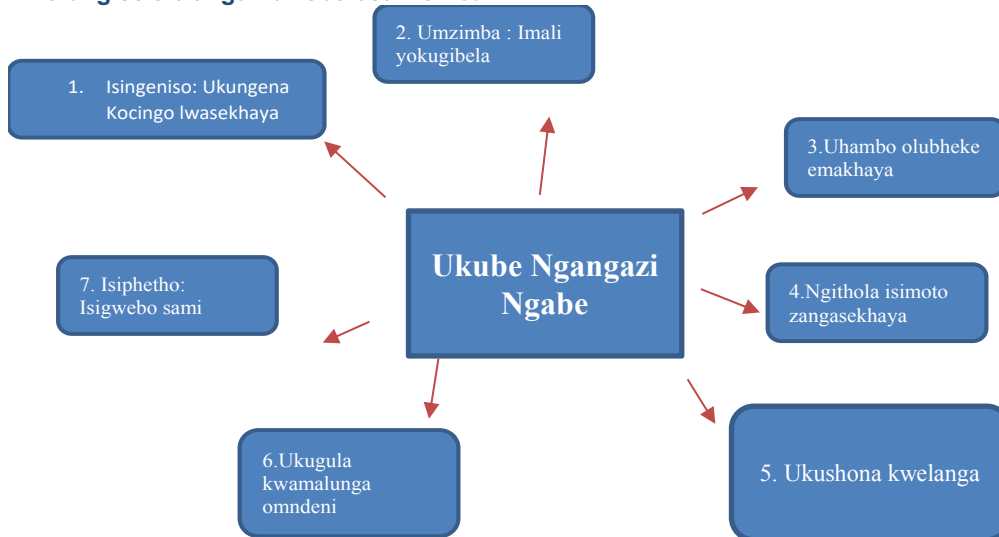 1. Isingeniso: Ukungena
Kocingo lwasekhaya
2. Umzimba : Imali
yokugibela
3.Uhambo olubheke
emakhaya
Ukube Ngangazi
Ngabe
4.Ngithola isimoto
zangasekhaya
5. Ukushona kwelanga
6.Ukugula
kwamalunga
omndeni
7. Isiphetho:
Isigwebo sami